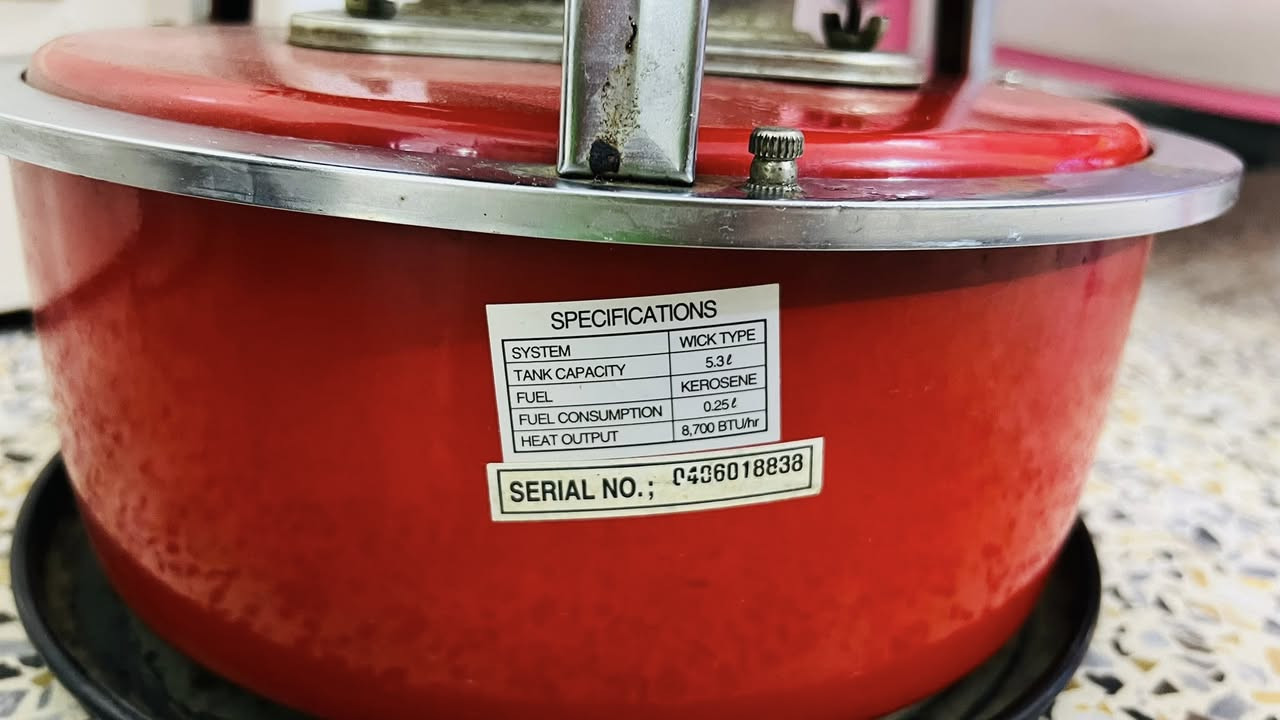 SPECIFICATIONS
SYSTEM WICK TYPE
TANK CAPACITY 5.3ℓ
FUEL KEROSENE
FUEL CONSUMPTION 0.25ℓ
HEAT OUTPUT 8,700 BTU/hr
SERIAL NO.; 0406018838